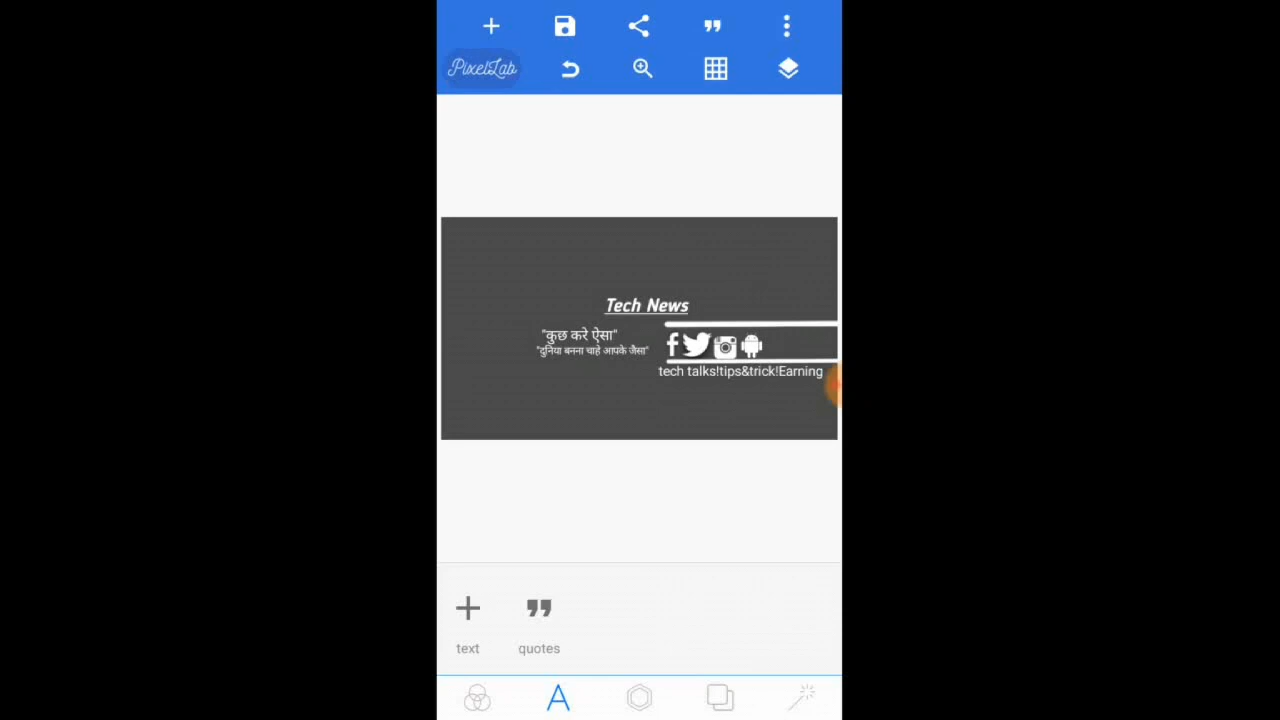 PixelLab
Tech News
"कुछ करे ऐसा"
"दुनिया बनना चाहे आपके जैसा"
tech talks!tips&trick!Earning
text
quotes